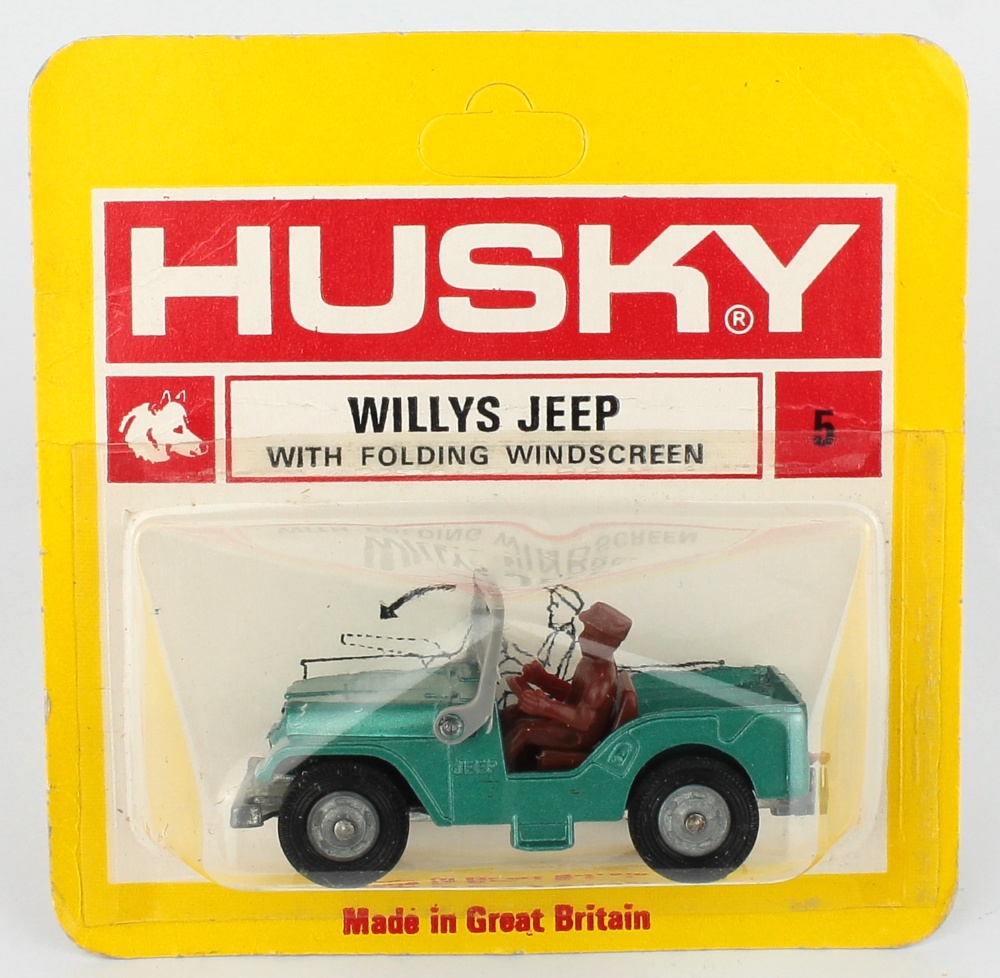 HUSKY®
WILLYS JEEP
5
WITH FOLDING WINDSCREEN
JEEP
Made in Great Britain